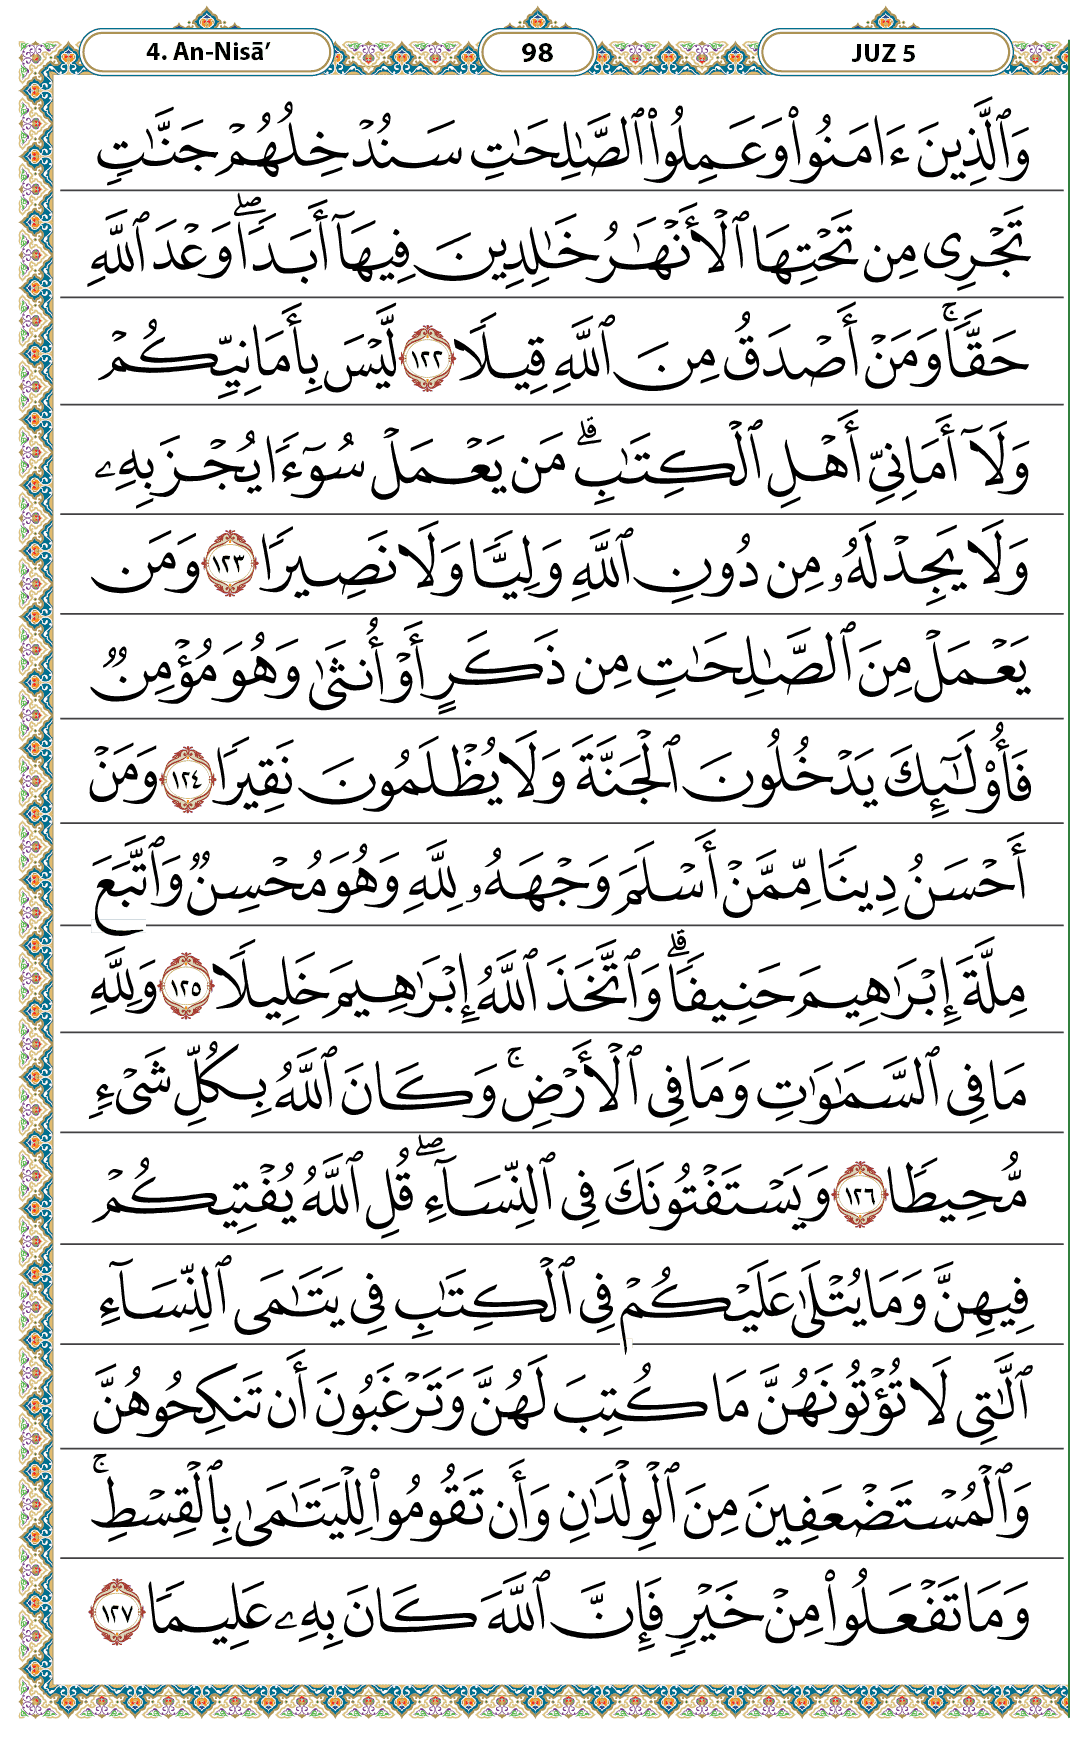 4. An-Nisā’ 98 JUZ 5
وَٱلَّذِينَ ءَامَنُواْ وَعَمِلُواْ ٱلصَّٰلِحَٰتِ سَنُدۡخِلُهُمۡ جَنَّٰتٖ
تَجۡرِي مِن تَحۡتِهَا ٱلۡأَنۡهَٰرُ خَٰلِدِينَ فِيهَآ أَبَدٗاۖ وَعۡدَ ٱللَّهِ
حَقّٗاۚ وَمَنۡ أَصۡدَقُ مِنَ ٱللَّهِ قِيلٗا ١٢٢ لَّيۡسَ بِأَمَانِيِّكُمۡ
وَلَآ أَمَانِيِّ أَهۡلِ ٱلۡكِتَٰبِۗ مَن يَعۡمَلۡ سُوٓءٗا يُجۡزَ بِهِۦ
وَلَا يَجِدۡ لَهُۥ مِن دُونِ ٱللَّهِ وَلِيّٗا وَلَا نَصِيرٗا ١٢٣ وَمَن
يَعۡمَلۡ مِنَ ٱلصَّٰلِحَٰتِ مِن ذَكَرٍ أَوۡ أُنثَىٰ وَهُوَ مُؤۡمِنٞ
فَأُوْلَٰٓئِكَ يَدۡخُلُونَ ٱلۡجَنَّةَ وَلَا يُظۡلَمُونَ نَقِيرٗا ١٢٤ وَمَنۡ
أَحۡسَنُ دِينٗا مِّمَّنۡ أَسۡلَمَ وَجۡهَهُۥ لِلَّهِ وَهُوَ مُحۡسِنٞ وَٱتَّبَعَ
مِلَّةَ إِبۡرَٰهِيمَ حَنِيفٗاۗ وَٱتَّخَذَ ٱللَّهُ إِبۡرَٰهِيمَ خَلِيلٗا ١٢٥ وَلِلَّهِ
مَا فِي ٱلسَّمَٰوَٰتِ وَمَا فِي ٱلۡأَرۡضِۚ وَكَانَ ٱللَّهُ بِكُلِّ شَيۡءٖ
مُّحِيطٗا ١٢٦ وَيَسۡتَفۡتُونَكَ فِي ٱلنِّسَآءِۖ قُلِ ٱللَّهُ يُفۡتِيكُمۡ
فِيهِنَّ وَمَا يُتۡلَىٰ عَلَيۡكُمۡ فِي ٱلۡكِتَٰبِ فِي يَتَٰمَى ٱلنِّسَآءِ
ٱلَّٰتِي لَا تُؤۡتُونَهُنَّ مَا كُتِبَ لَهُنَّ وَتَرۡغَبُونَ أَن تَنكِحُوهُنَّ
وَٱلۡمُسۡتَضۡعَفِينَ مِنَ ٱلۡوِلۡدَٰنِ وَأَن تَقُومُواْ لِلۡيَتَٰمَىٰ بِٱلۡقِسۡطِۚ
وَمَا تَفۡعَلُواْ مِنۡ خَيۡرٖ فَإِنَّ ٱللَّهَ كَانَ بِهِۦ عَلِيمٗا ١٢٧